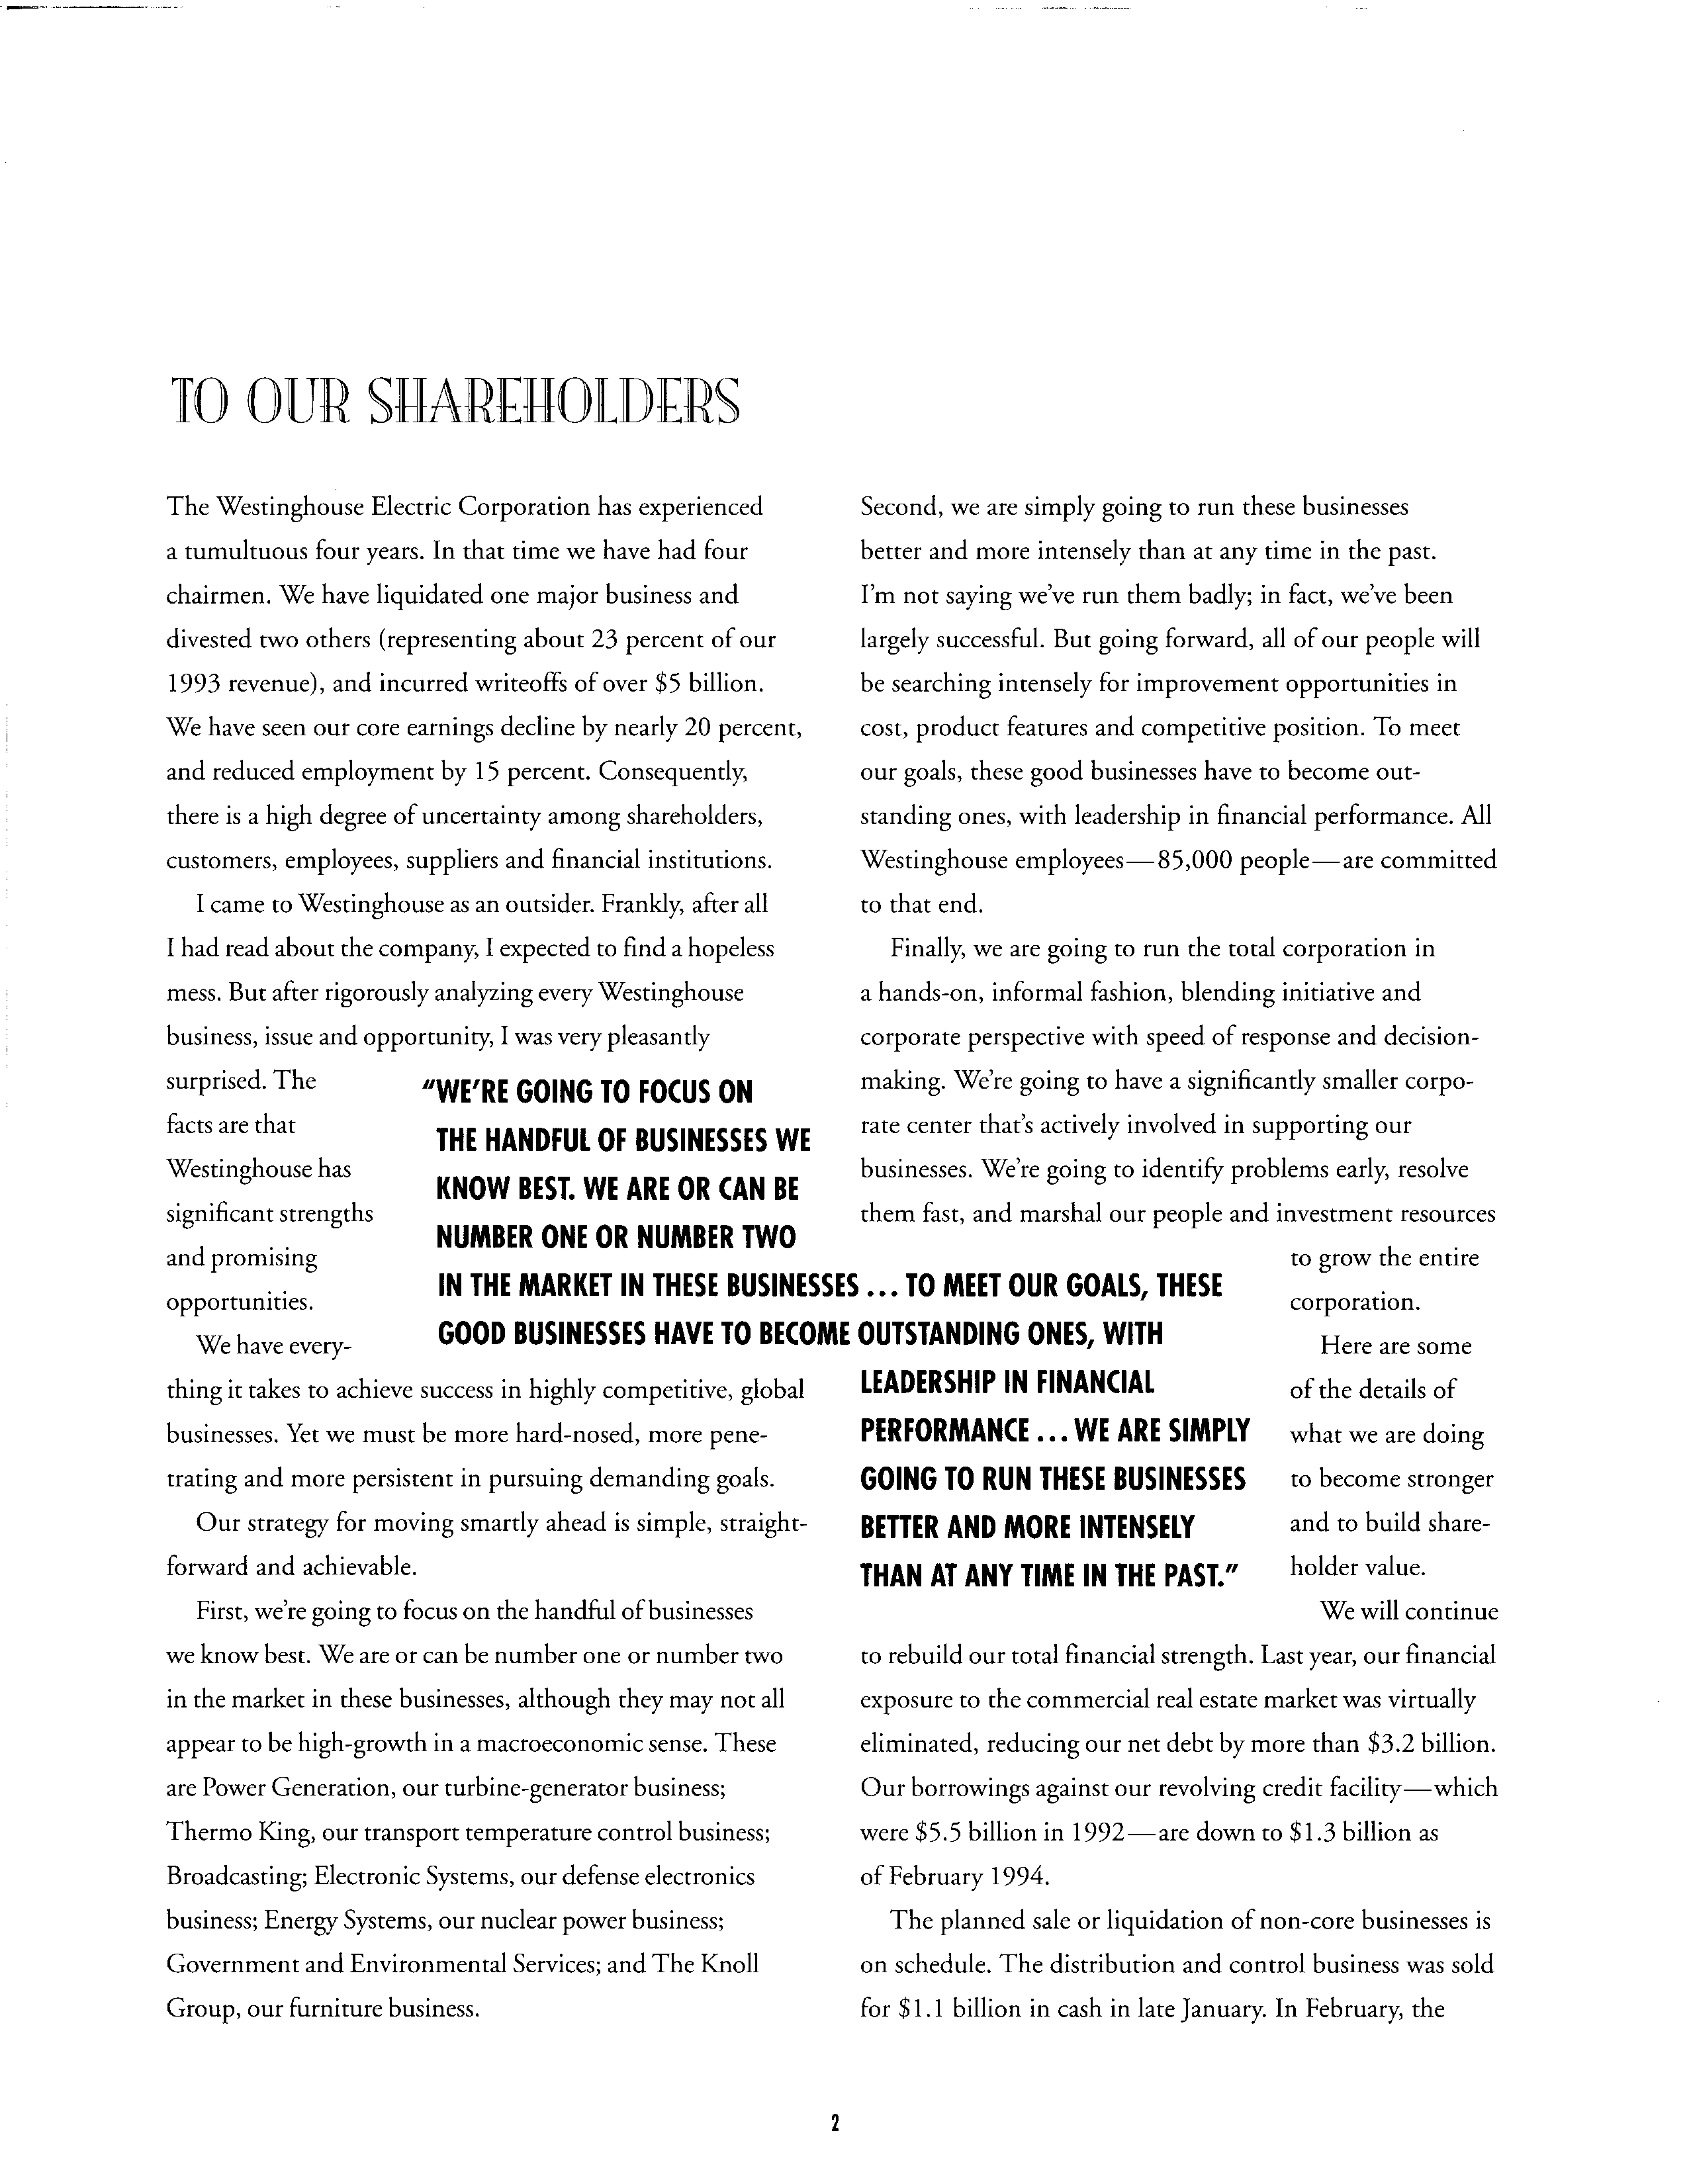 TO OUR SHAREHOLDERS
The Westinghouse Electric Corporation has experienced
a tumultuous four years. In that time we have had four
chairmen. We have liquidated one major business and
divested two others (representing about 23 percent of our
1993 revenue), and incurred writeoffs of over $5 billion.
We have seen our core earnings decline by nearly 20 percent,
and reduced employment by 15 percent. Consequently,
there is a high degree of uncertainty among shareholders,
customers, employees, suppliers and financial institutions.
I came to Westinghouse as an outsider. Frankly, after all
I had read about the company, I expected to find a hopeless
mess. But after rigorously analyzing every Westinghouse
business, issue and opportunity, I was very pleasantly
surprised. The
facts are that
Westinghouse has
significant strengths
and promising
opportunities.
We have every-
thing it takes to achieve success in highly competitive, global
businesses. Yet we must be more hard-nosed, more pene-
trating and more persistent in pursuing demanding goals.
Our strategy for moving smartly ahead is simple, straight-
forward and achievable.
First, we're going to focus on the handful of businesses
we know best. We are or can be number one or number two
in the market in these businesses, although they may not all
appear to be high-growth in a macroeconomic sense. These
are Power Generation, our turbine-generator business;
Thermo King, our transport temperature control business;
Broadcasting; Electronic Systems, our defense electronics
business; Energy Systems, our nuclear power business;
Government and Environmental Services; and The Knoll
Group, our furniture business.
"WE'RE GOING TO FOCUS ON
THE HANDFUL OF BUSINESSES WE
KNOW BEST. WE ARE OR CAN BE
NUMBER ONE OR NUMBER TWO
IN THE MARKET IN THESE BUSINESSES ... TO MEET OUR GOALS, THESE
GOOD BUSINESSES HAVE TO BECOME OUTSTANDING ONES, WITH
LEADERSHIP IN FINANCIAL
PERFORMANCE ... WE ARE SIMPLY
GOING TO RUN THESE BUSINESSES
BETTER AND MORE INTENSELY
THAN AT ANY TIME IN THE PAST."
Second, we are simply going to run these businesses
better and more intensely than at any time in the past.
I'm not saying we've run them badly; in fact, we've been
largely successful. But going forward, all of our people will
be searching intensely for improvement opportunities in
cost, product features and competitive position. To meet
our goals, these good businesses have to become out-
standing ones, with leadership in financial performance. All
Westinghouse employees—85,000 people—are committed
to that end.
Finally, we are going to run the total corporation in
a hands-on, informal fashion, blending initiative and
corporate perspective with speed of response and decision-
making. We're going to have a significantly smaller corpo-
rate center that's actively involved in supporting our
businesses. We're going to identify problems early, resolve
them fast, and marshal our people and investment resources
to grow the entire
corporation.
Here are some
of the details of
what we are doing
to become stronger
and to build share-
holder value.
We will continue
to rebuild our total financial strength. Last year, our financial
exposure to the commercial real estate market was virtually
eliminated, reducing our net debt by more than $3.2 billion.
Our borrowings against our revolving credit facility—which
were $5.5 billion in 1992—are down to $1.3 billion as
of February 1994.
The planned sale or liquidation of non-core businesses is
on schedule. The distribution and control business was sold
for $1.1 billion in cash in late January. In February, the
2